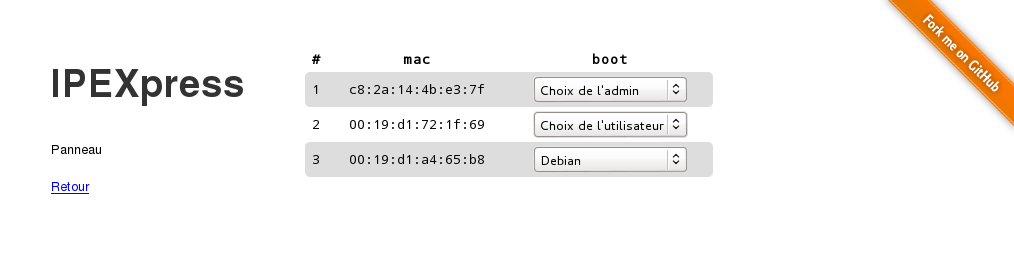 IPEXpress
Panneau
Retour
# mac boot
1 c8:2a:14:4b:e3:7f Choix de l'admin
2 00:19:d1:72:1f:69 Choix de l'utilisateur
3 00:19:d1:a4:65:b8 Debian
Fork me on GitHub